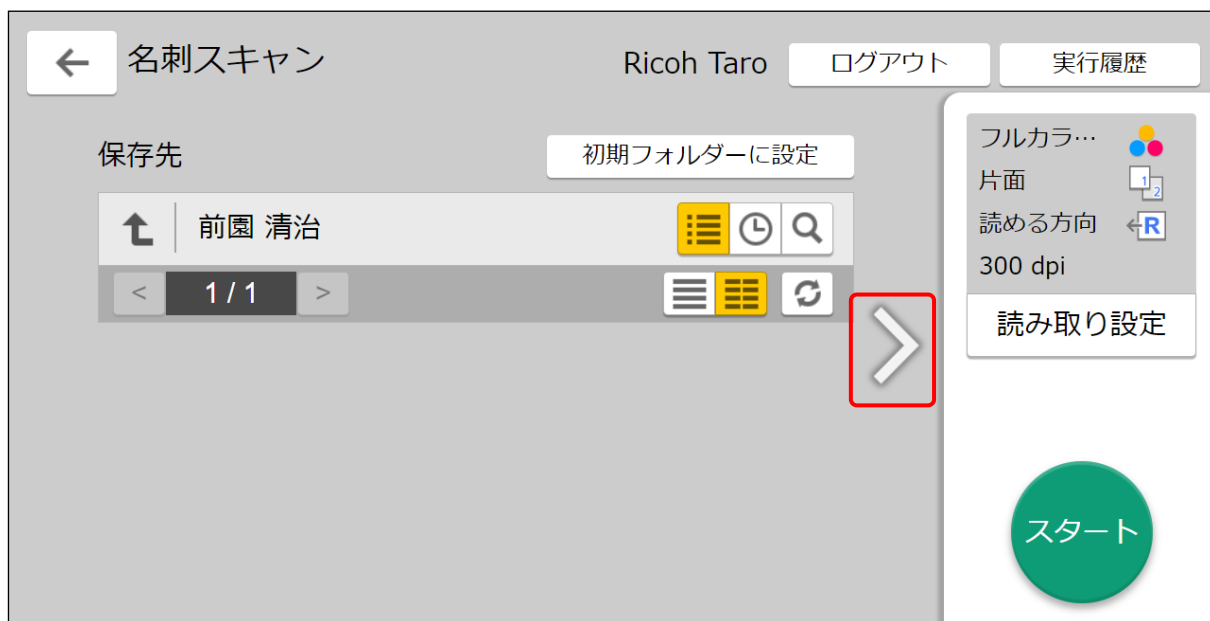 名刺スキャン
Ricoh Taro
ログアウト
実行履歴
保存先
初期フォルダーに設定
前園 清治
< 1 / 1 >
フルカラ…
片面
1 2
読める方向
R
300 dpi
読み取り設定
スタート